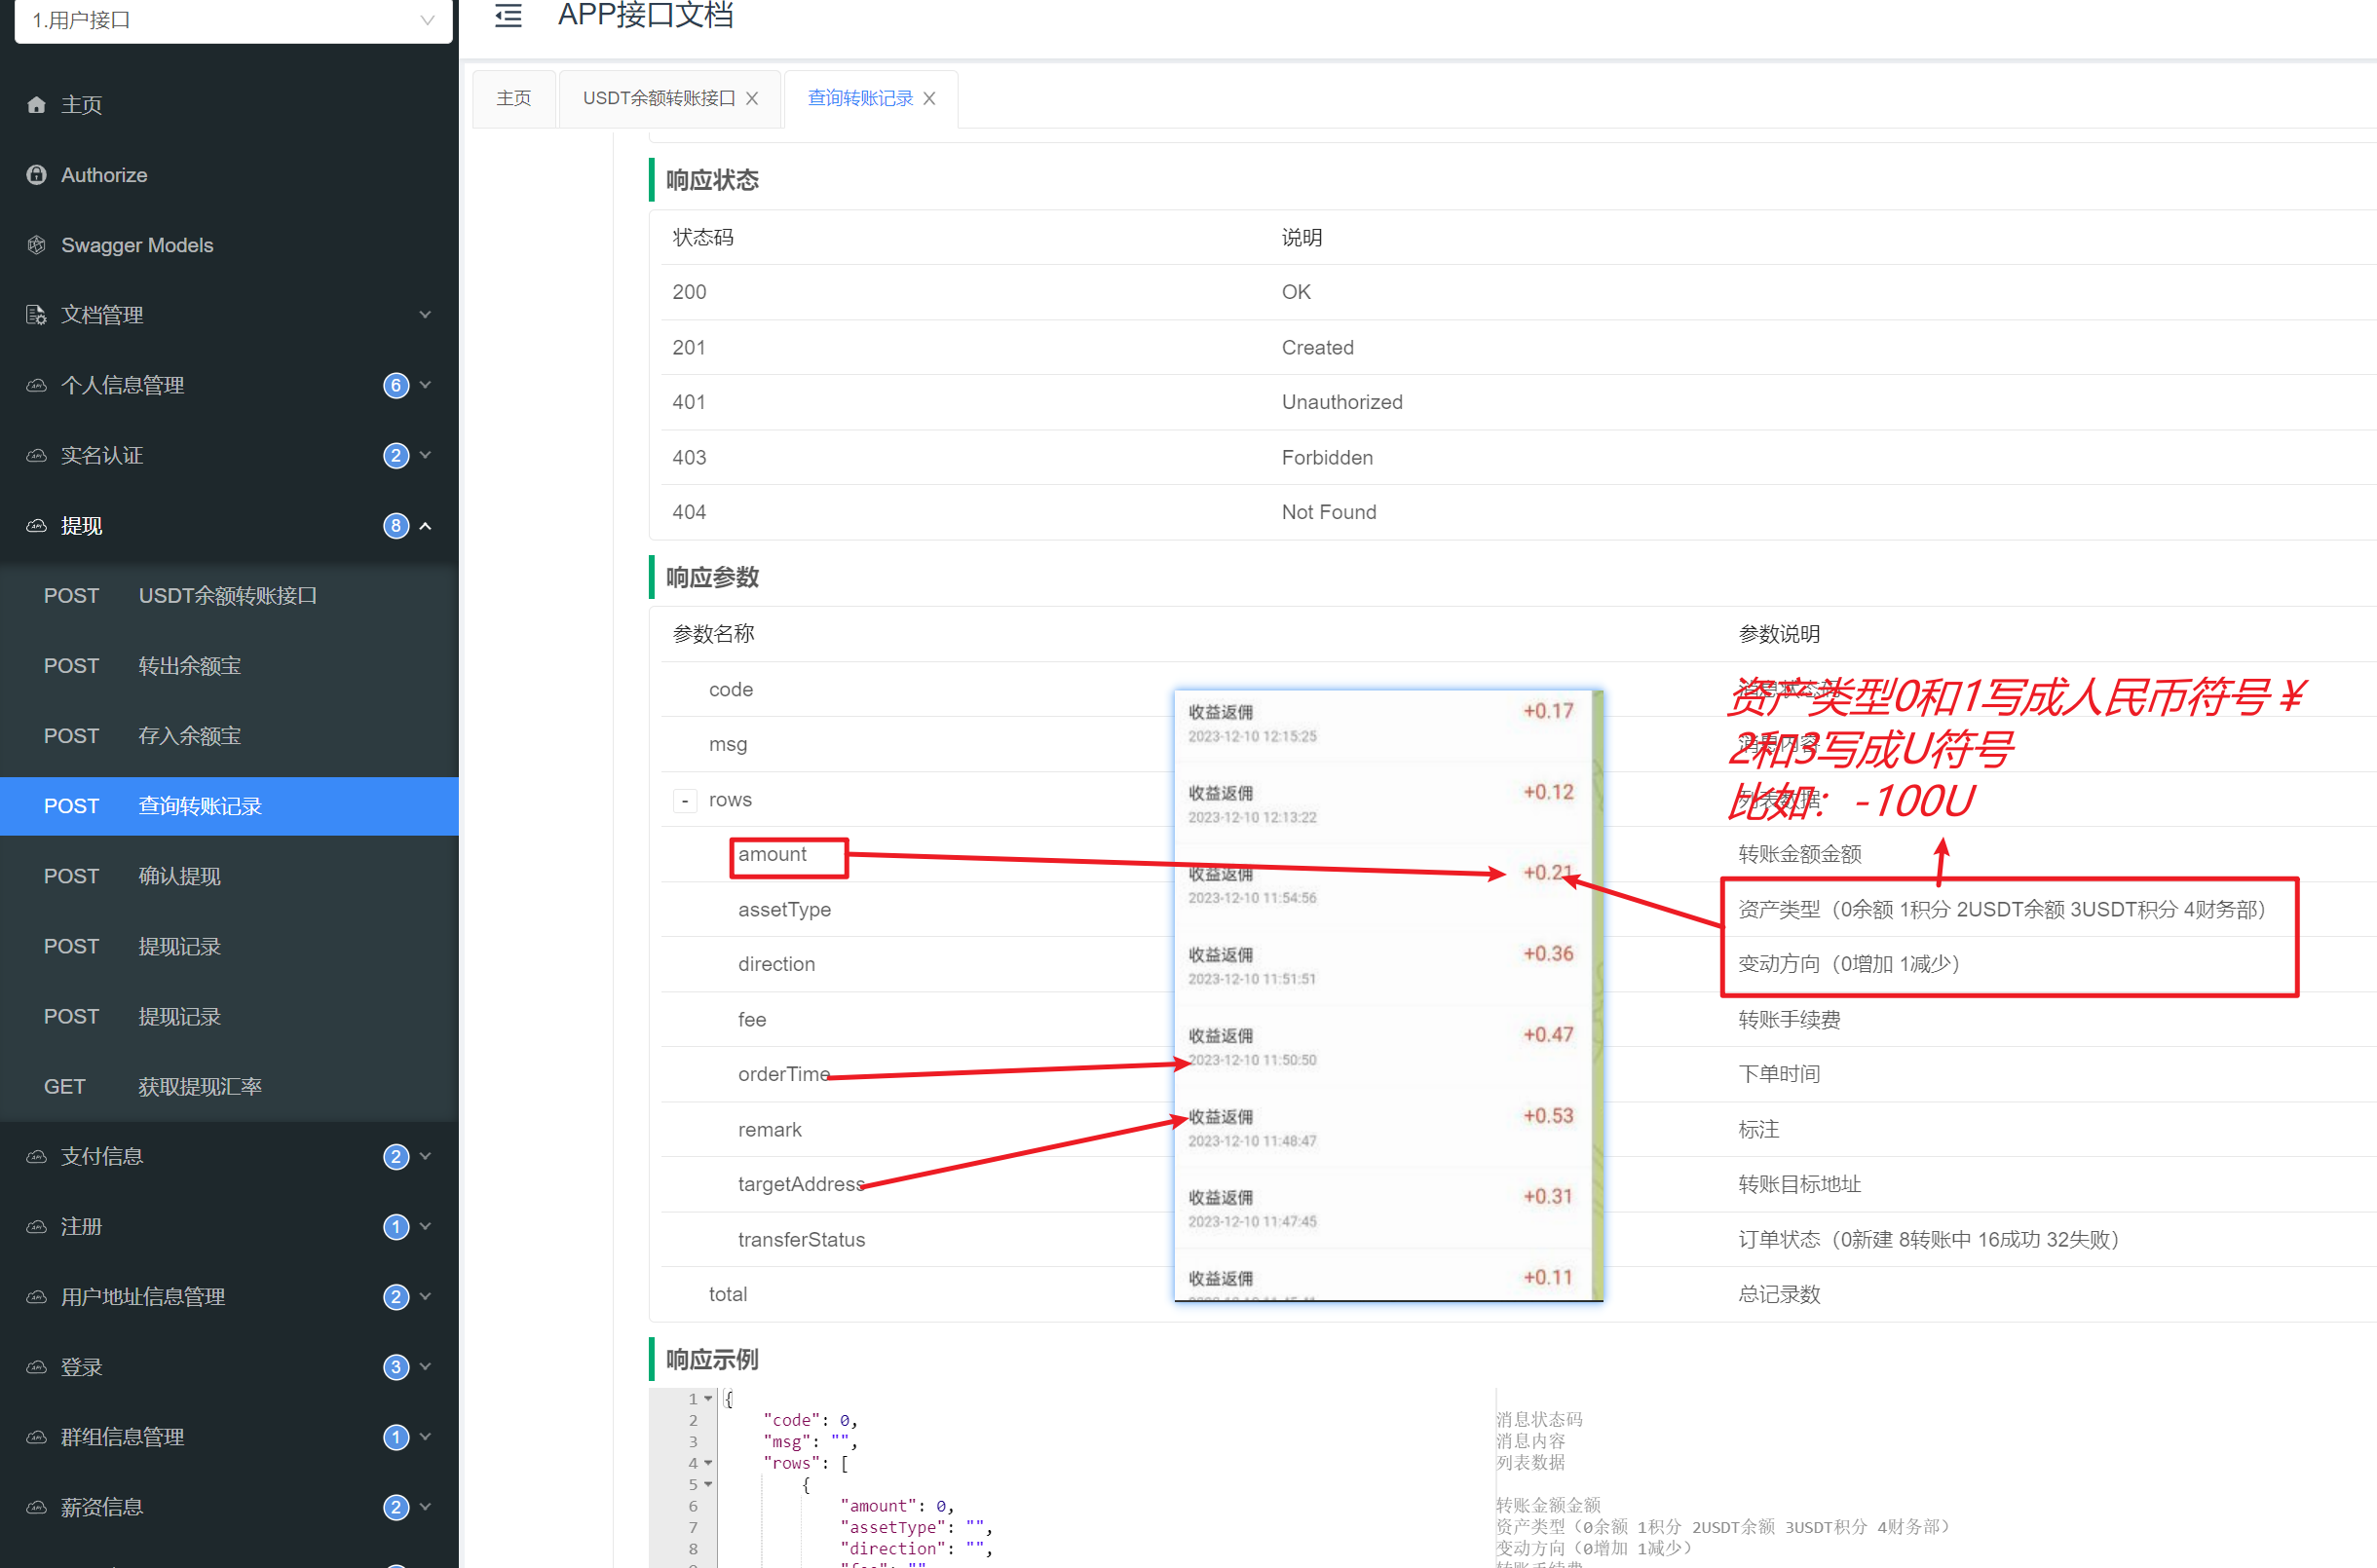 1.用户接口
APP接口文档
主页
USDT余额转账接口
查询转账记录
主页
Authorize
Swagger Models
文档管理
个人信息管理 6
实名认证 2
提现 8
POST USDT余额转账接口
POST 转出余额宝
POST 存入余额宝
POST 查询转账记录
POST 确认提现
POST 提现记录
POST 提现记录
GET 获取提现汇率
支付信息 2
注册 1
用户地址信息管理 2
登录 3
群组信息管理 1
薪资信息 2
响应状态
状态码 说明
200 OK
201 Created
401 Unauthorized
403 Forbidden
404 Not Found
响应参数
参数名称 参数说明
code 消息状态码
msg 消息内容
- rows 列表数据
amount 转账金额金额
assetType 资产类型（0余额 1积分 2USDT余额 3USDT积分 4财务部）
direction 变动方向（0增加 1减少）
fee 转账手续费
orderTime 下单时间
remark 标注
targetAddress 转账目标地址
transferStatus 订单状态（0新建 8转账中 16成功 32失败）
total 总记录数
资产类型0和1写成人民币符号￥
2和3写成U符号
比如：-100U
收益返佣 +0.17
2023-12-10 12:15:25
收益返佣 +0.12
2023-12-10 12:13:22
收益返佣 +0.21
2023-12-10 11:54:56
收益返佣 +0.36
2023-12-10 11:51:51
收益返佣 +0.47
2023-12-10 11:50:50
收益返佣 +0.53
2023-12-10 11:48:47
收益返佣 +0.31
2023-12-10 11:47:45
收益返佣 +0.11
响应示例
1 {
2 "code": 0, 消息状态码
3 "msg": "", 消息内容
4 "rows": [ 列表数据
5 {
6 "amount": 0, 转账金额金额
7 "assetType": "", 资产类型（0余额 1积分 2USDT余额 3USDT积分 4财务部）
8 "direction": "", 变动方向（0增加 1减少）